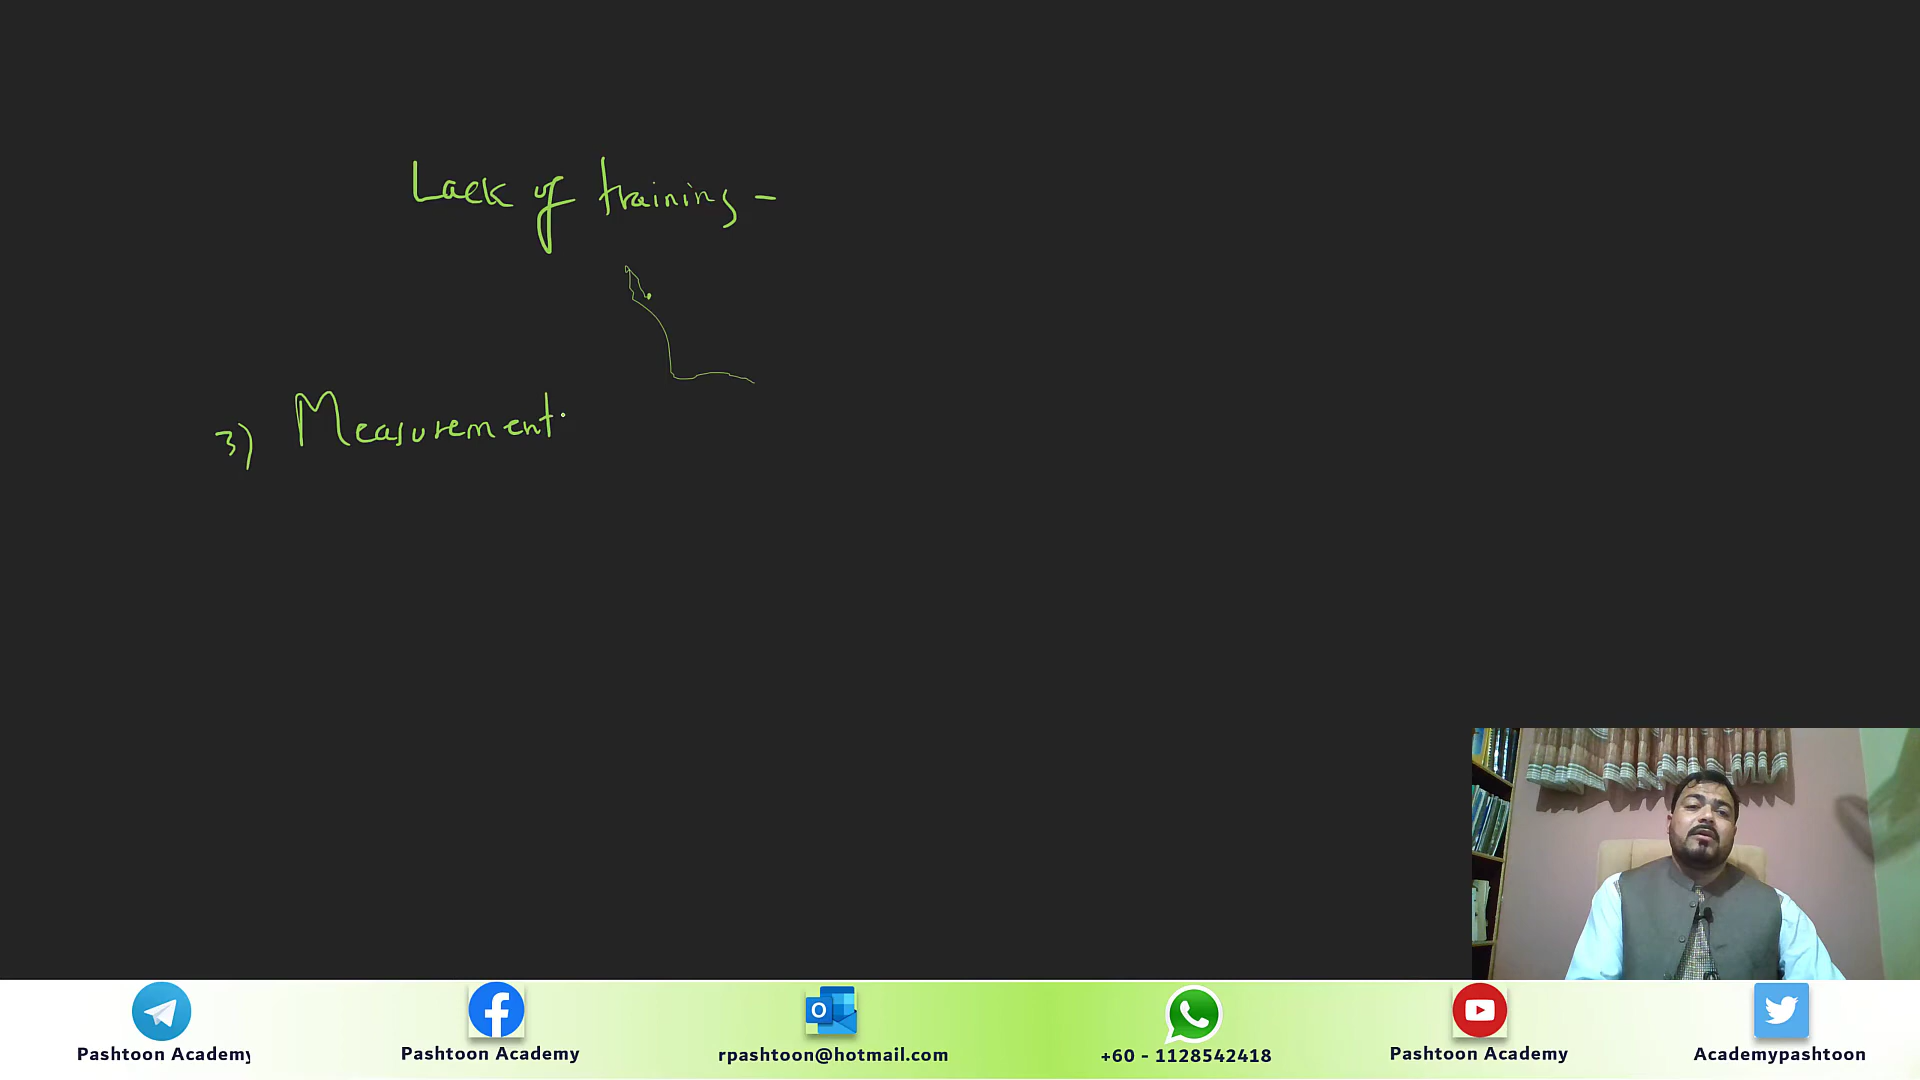 Lack of training -
3) Measurement.
Pashtoon Academy
Pashtoon Academy
rpashtoon@hotmail.com
+60 - 1128542418
Pashtoon Academy
Academypashtoon